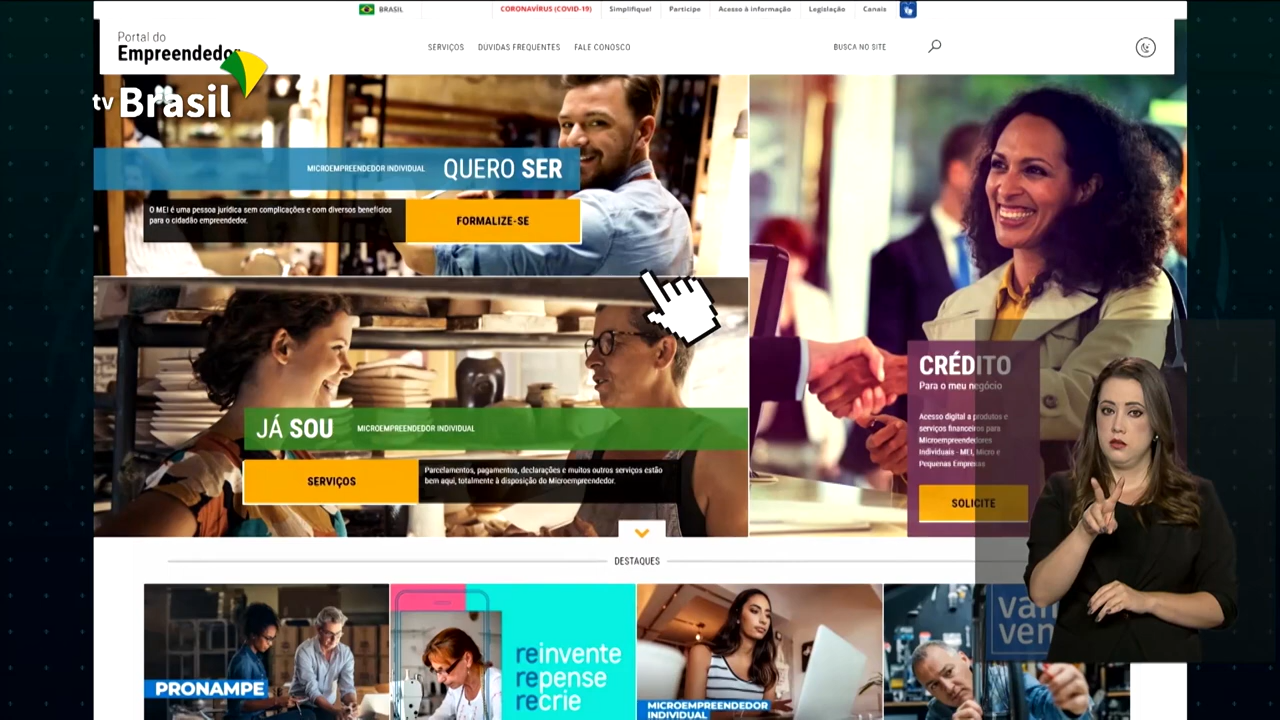 BRASIL
CORONAVÍRUS (COVID-19)
Simplifique!
Participe
Acesso à informação
Legislação
Canais
Portal do
Empreendedor
SERVIÇOS
DUVIDAS FREQUENTES
FALE CONOSCO
BUSCA NO SITE
tv Brasil
MICROEMPREENDEDOR INDIVIDUAL
QUERO SER
O MEI é uma pessoa jurídica sem complicações e com diversos benefícios
para o cidadão empreendedor.
FORMALIZE-SE
JÁ SOU
MICROEMPREENDEDOR INDIVIDUAL
SERVIÇOS
Parcelamentos, pagamentos, declarações e muitos outros serviços estão
bem aqui, totalmente à disposição do Microempreendedor.
CRÉDITO
Para o meu negócio
Acesso digital a produtos e
serviços financeiros para
Microempreendedores
Individuais - MEI, Micro e
Pequenas Empresas
SOLICITE
DESTAQUES
PRONAMPE
reinvente
repense
recrie
MICROEMPREENDEDOR
INDIVIDUAL